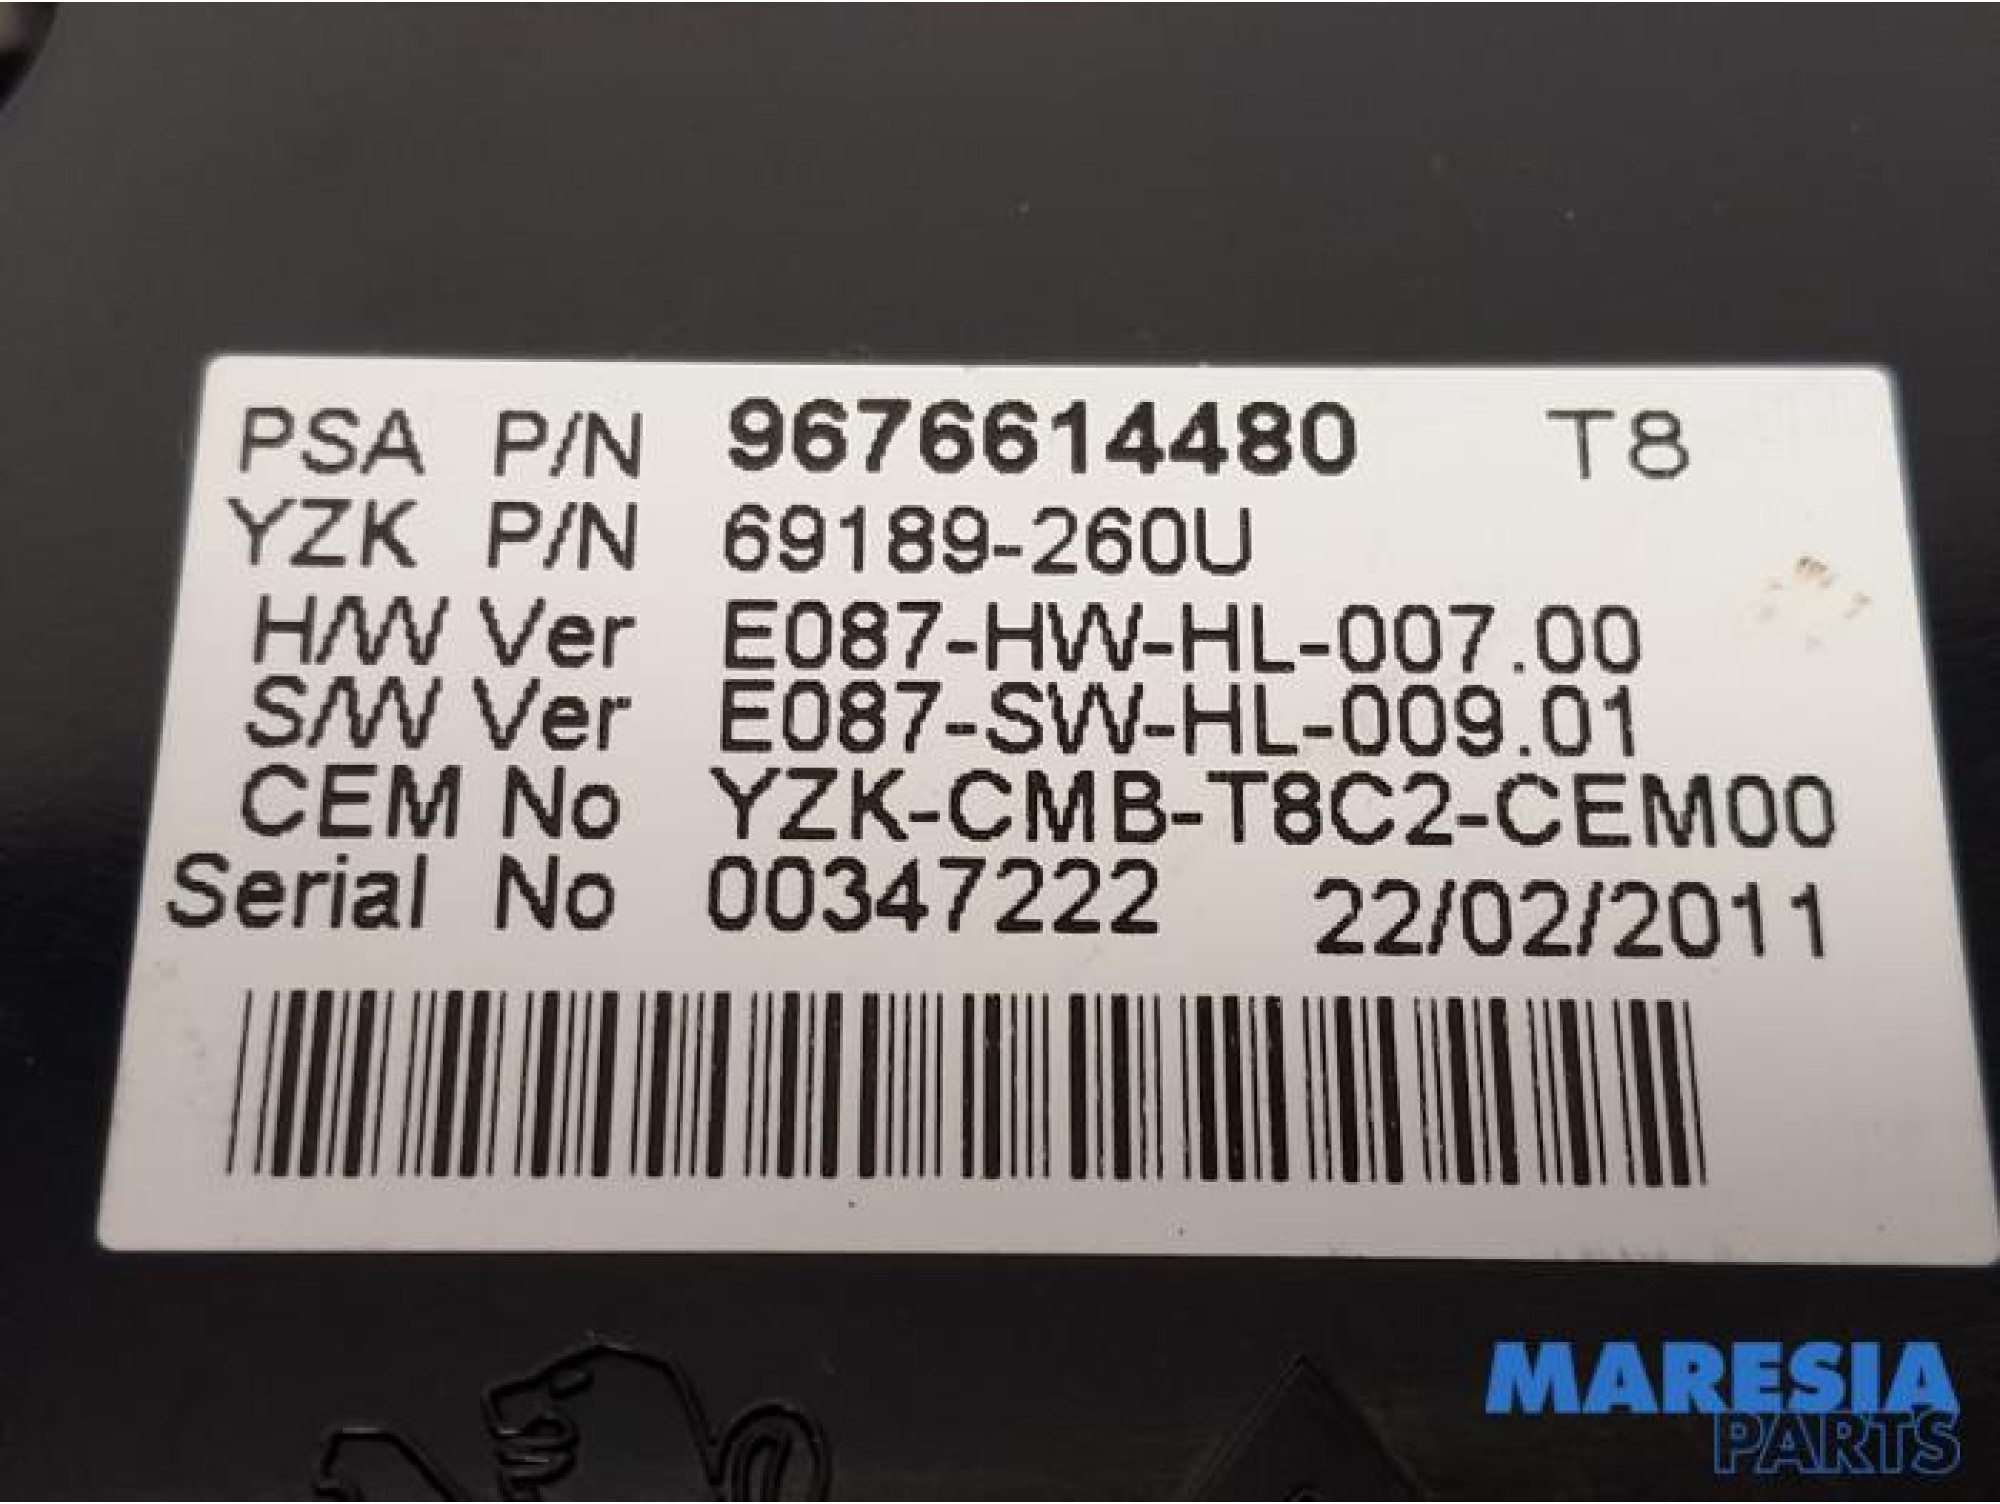 PSA P/N 9676614480 T8
YZK P/N 69189-260U
H/W Ver E087-HW-HL-007.00
S/W Ver E087-SW-HL-009.01
CEM No YZK-CMB-T8C2-CEM00
Serial No 00347222 22/02/2011
MARESIA
PARTS